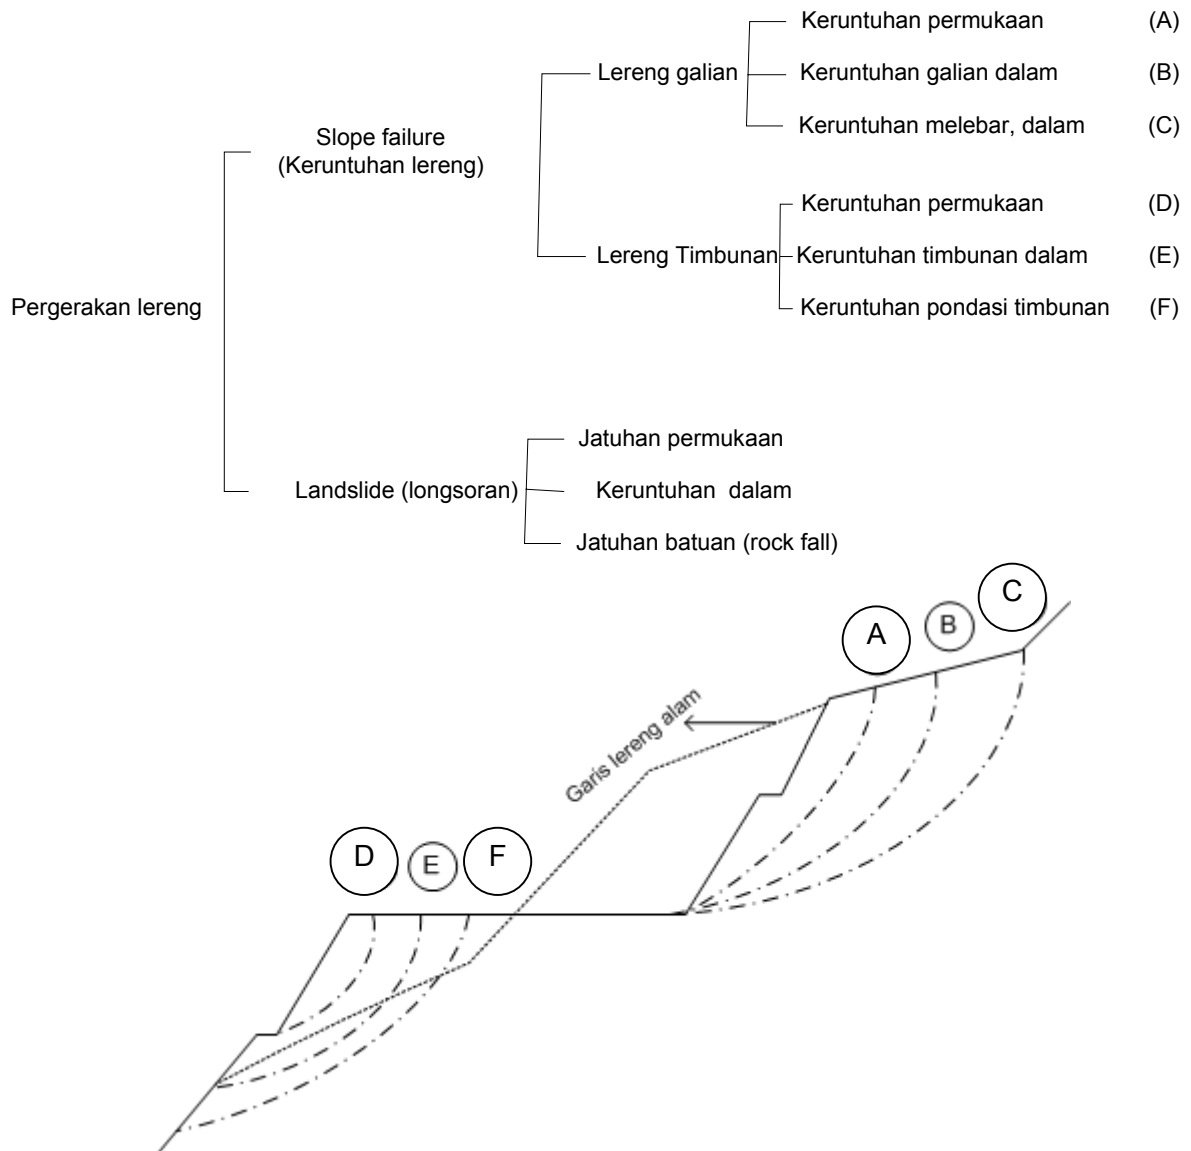 Keruntuhan permukaan (A)
Lereng galian
Keruntuhan galian dalam (B)
Keruntuhan melebar, dalam (C)
Slope failure
(Keruntuhan lereng)
Keruntuhan permukaan (D)
Lereng Timbunan
Keruntuhan timbunan dalam (E)
Pergerakan lereng
Keruntuhan pondasi timbunan (F)
Jatuhan permukaan
Landslide (longsoran)
Keruntuhan dalam
Jatuhan batuan (rock fall)
C
B
A
Garis lereng alam
D
E
F